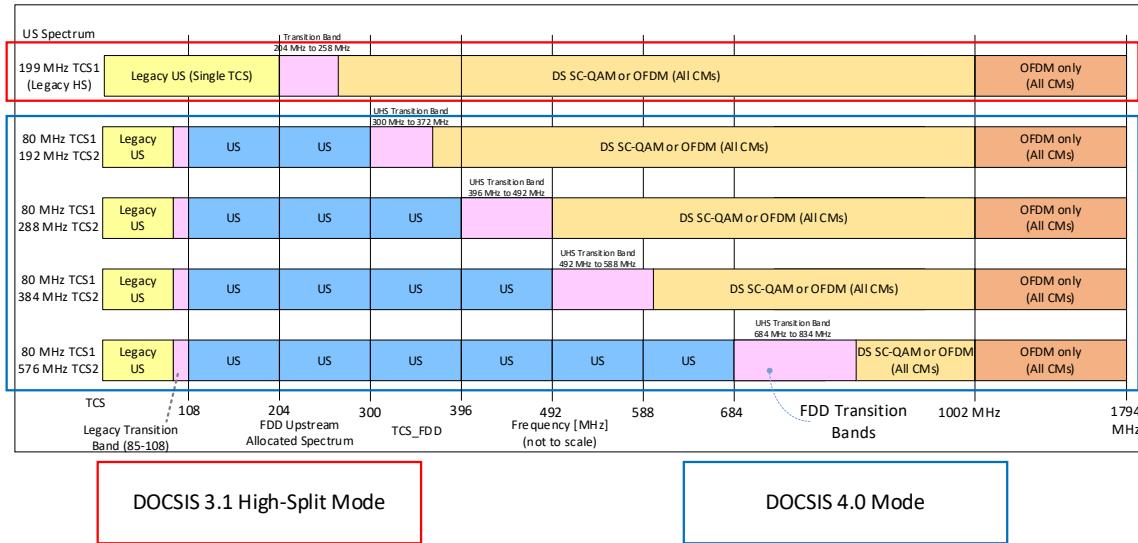 US Spectrum
Transition Band
204 MHz to 258 MHz
199 MHz TCS1
(Legacy HS)
Legacy US (Single TCS)
DS SC-QAM or OFDM (All CMs)
OFDM only
(All CMs)
UHS Transition Band
300 MHz to 372 MHz
80 MHz TCS1
192 MHz TCS2
Legacy
US
US
US
DS SC-QAM or OFDM (All CMs)
OFDM only
(All CMs)
UHS Transition Band
396 MHz to 492 MHz
80 MHz TCS1
288 MHz TCS2
Legacy
US
US
US
US
DS SC-QAM or OFDM (All CMs)
OFDM only
(All CMs)
UHS Transition Band
492 MHz to 588 MHz
80 MHz TCS1
384 MHz TCS2
Legacy
US
US
US
US
US
DS SC-QAM or OFDM (All CMs)
OFDM only
(All CMs)
UHS Transition Band
684 MHz to 834 MHz
80 MHz TCS1
576 MHz TCS2
Legacy
US
US
US
US
US
US
US
DS SC-QAM or OFDM
(All CMs)
OFDM only
(All CMs)
TCS
108
204
300
396
492
588
684
1002 MHz
1794
MHz
Legacy Transition
Band (85-108)
FDD Upstream
Allocated Spectrum
TCS_FDD
Frequency [MHz]
(not to scale)
FDD Transition
Bands
DOCSIS 3.1 High-Split Mode
DOCSIS 4.0 Mode